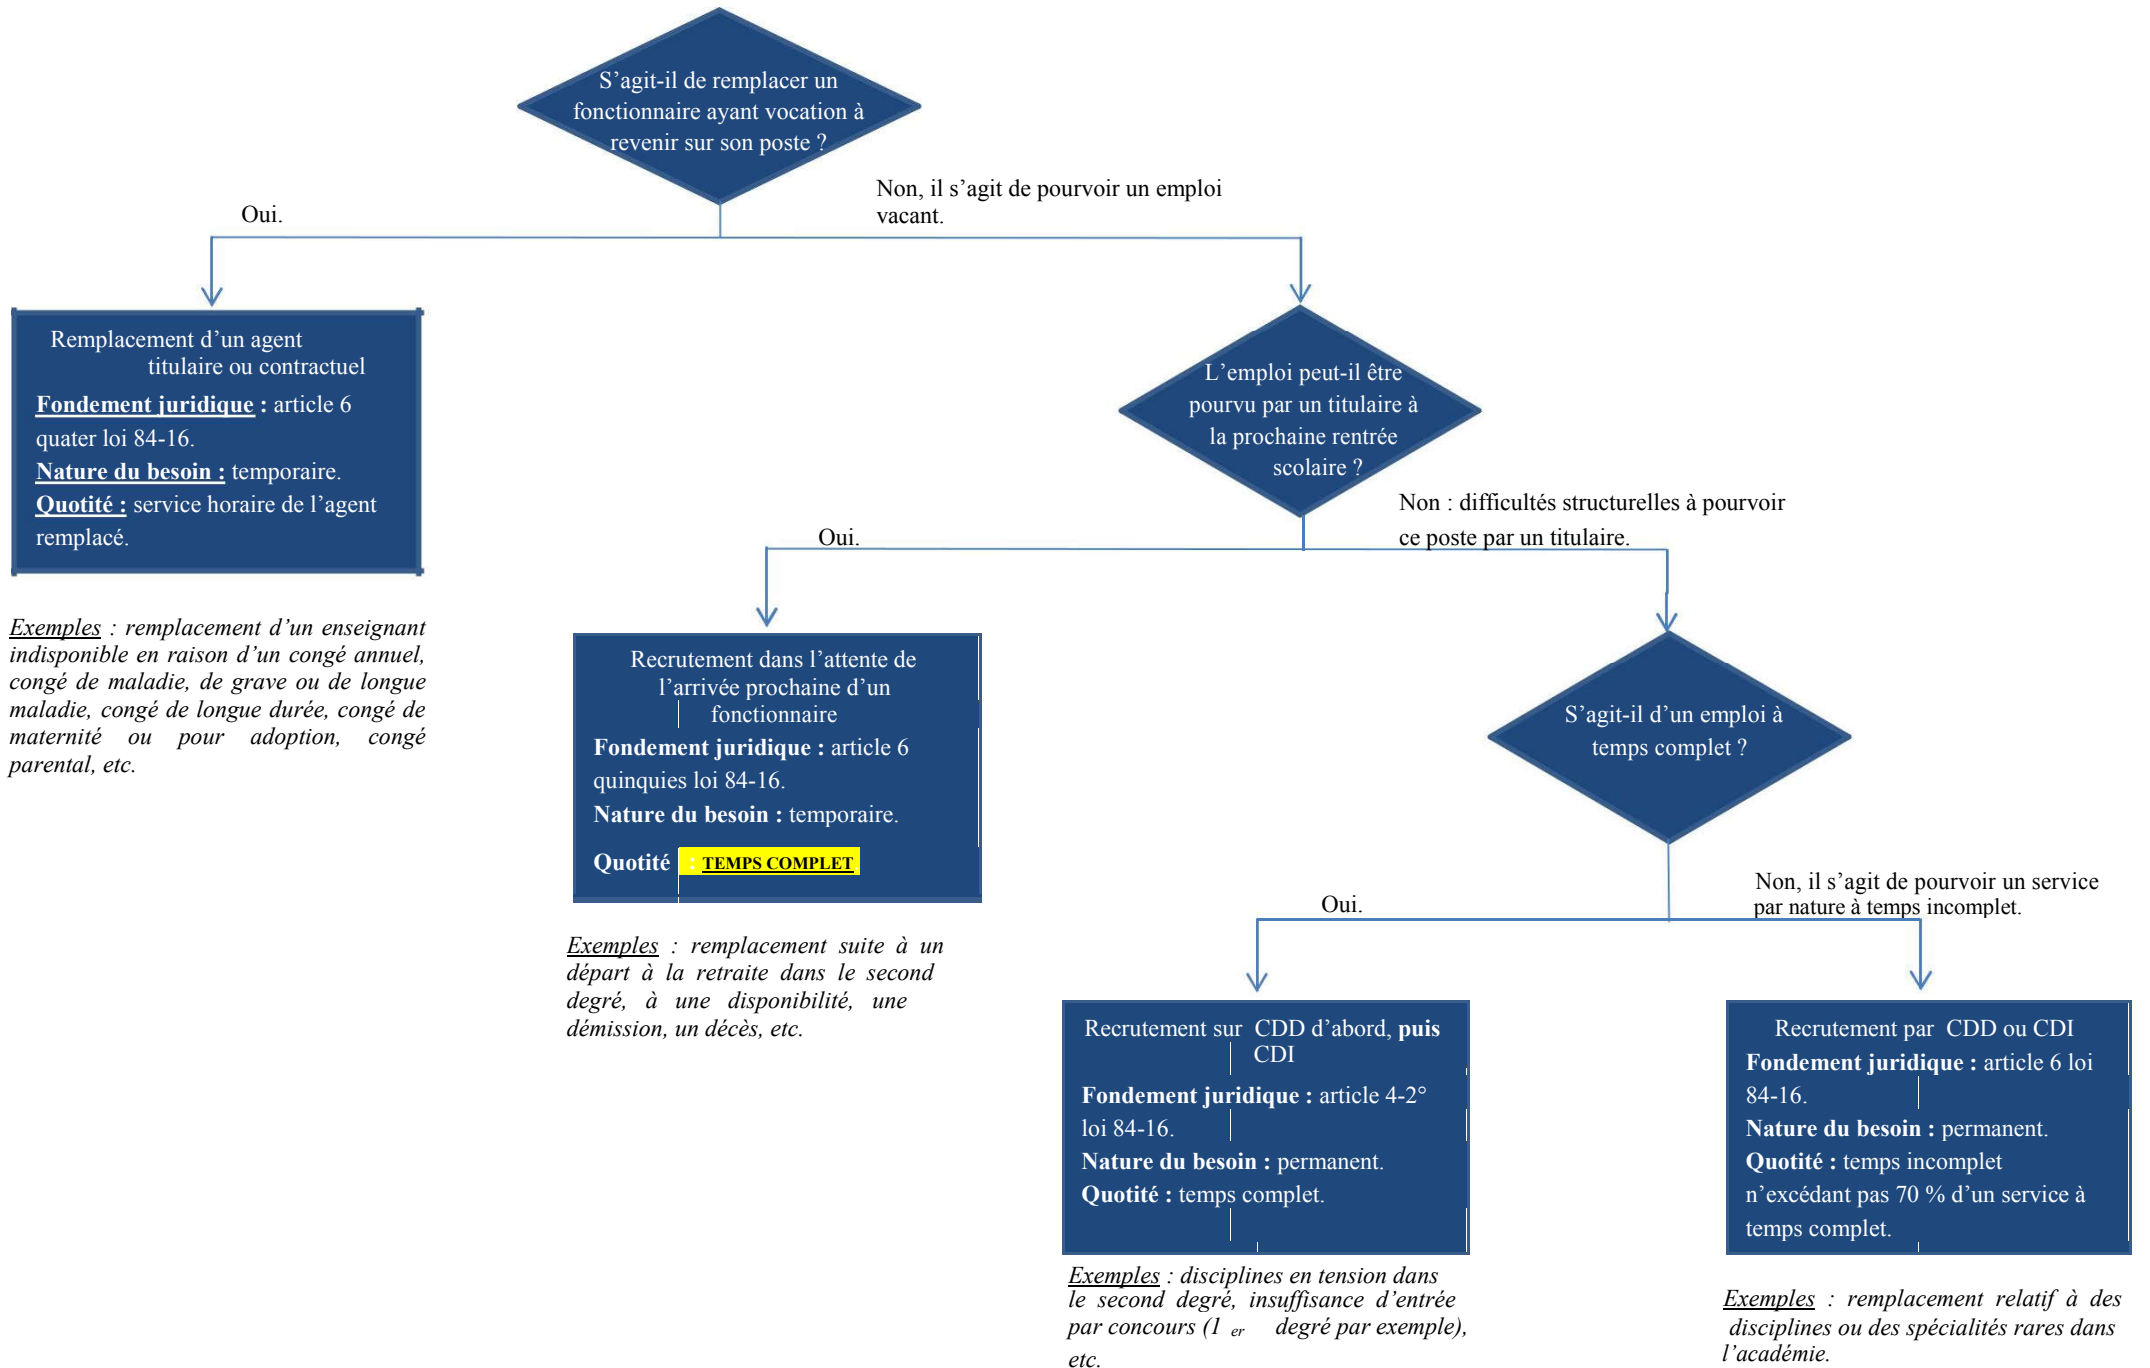 S’agit-il de remplacer un
fonctionnaire ayant vocation à
revenir sur son poste ?
Non, il s’agit de pourvoir un emploi
vacant.
Oui.
Remplacement d’un agent
titulaire ou contractuel
Fondement juridique : article 6
quater loi 84-16.
Nature du besoin : temporaire.
Quotité : service horaire de l’agent
remplacé.
Exemples : remplacement d’un enseignant
indisponible en raison d’un congé annuel,
congé de maladie, de grave ou de longue
maladie, congé de longue durée, congé de
maternité ou pour adoption, congé
parental, etc.
L’emploi peut-il être
pourvu par un titulaire à
la prochaine rentrée
scolaire ?
Non : difficultés structurelles à pourvoir
ce poste par un titulaire.
Oui.
Recrutement dans l’attente de
l’arrivée prochaine d’un
fonctionnaire
Fondement juridique : article 6
quinquies loi 84-16.
Nature du besoin : temporaire.
Quotité : TEMPS COMPLET
Exemples : remplacement suite à un
départ à la retraite dans le second
degré, à une disponibilité, une
démission, un décès, etc.
S’agit-il d’un emploi à
temps complet ?
Non, il s’agit de pourvoir un service
par nature à temps incomplet.
Oui.
Recrutement sur CDD d’abord, puis
CDI
Fondement juridique : article 4-2°
loi 84-16.
Nature du besoin : permanent.
Quotité : temps complet.
Exemples : disciplines en tension dans
le second degré, insuffisance d’entrée
par concours (1 er degré par exemple),
etc.
Recrutement par CDD ou CDI
Fondement juridique : article 6 loi
84-16.
Nature du besoin : permanent.
Quotité : temps incomplet
n’excédant pas 70 % d’un service à
temps complet.
Exemples : remplacement relatif à des
disciplines ou des spécialités rares dans
l’académie.